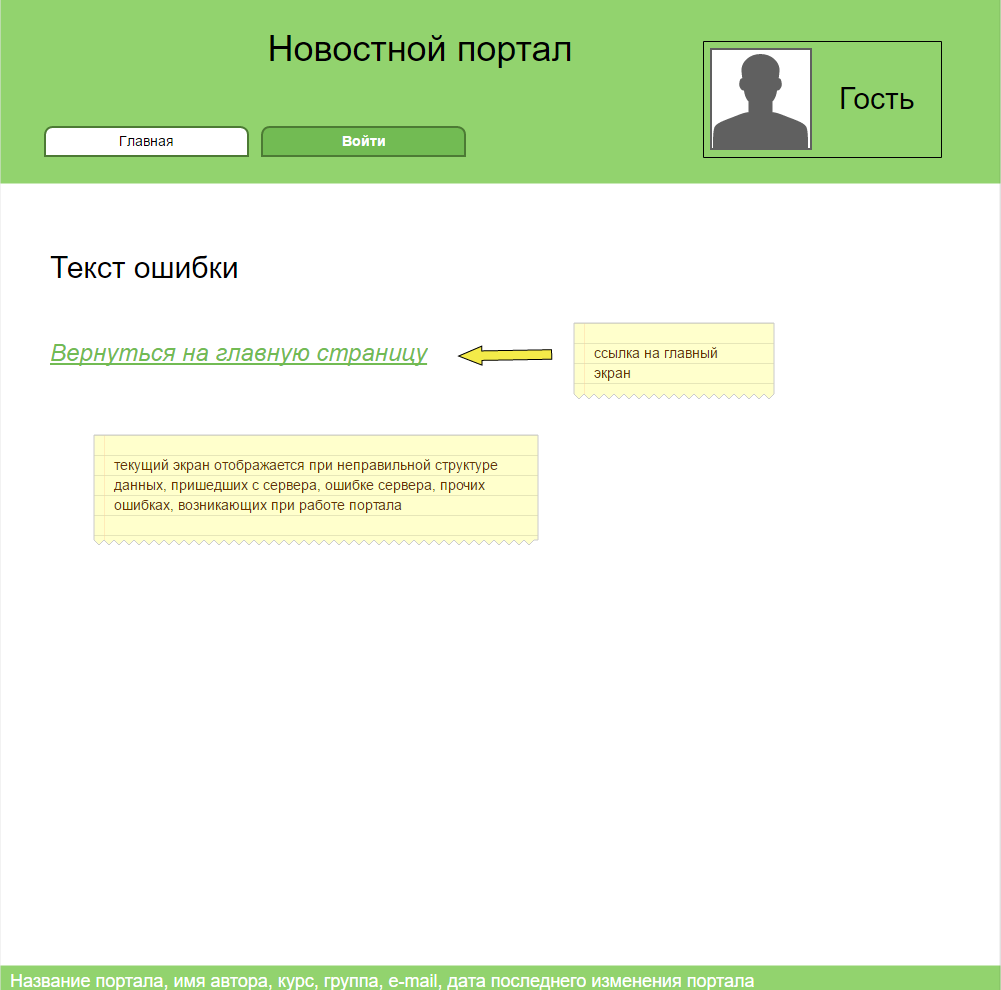 Новостной портал
Гость
Главная
Войти
Текст ошибки
Вернуться на главную страницу
ссылка на главный
экран
текущий экран отображается при неправильной структуре
данных, пришедших с сервера, ошибке сервера, прочих
ошибках, возникающих при работе портала
Название портала, имя автора, курс, группа, e-mail, дата последнего изменения портала